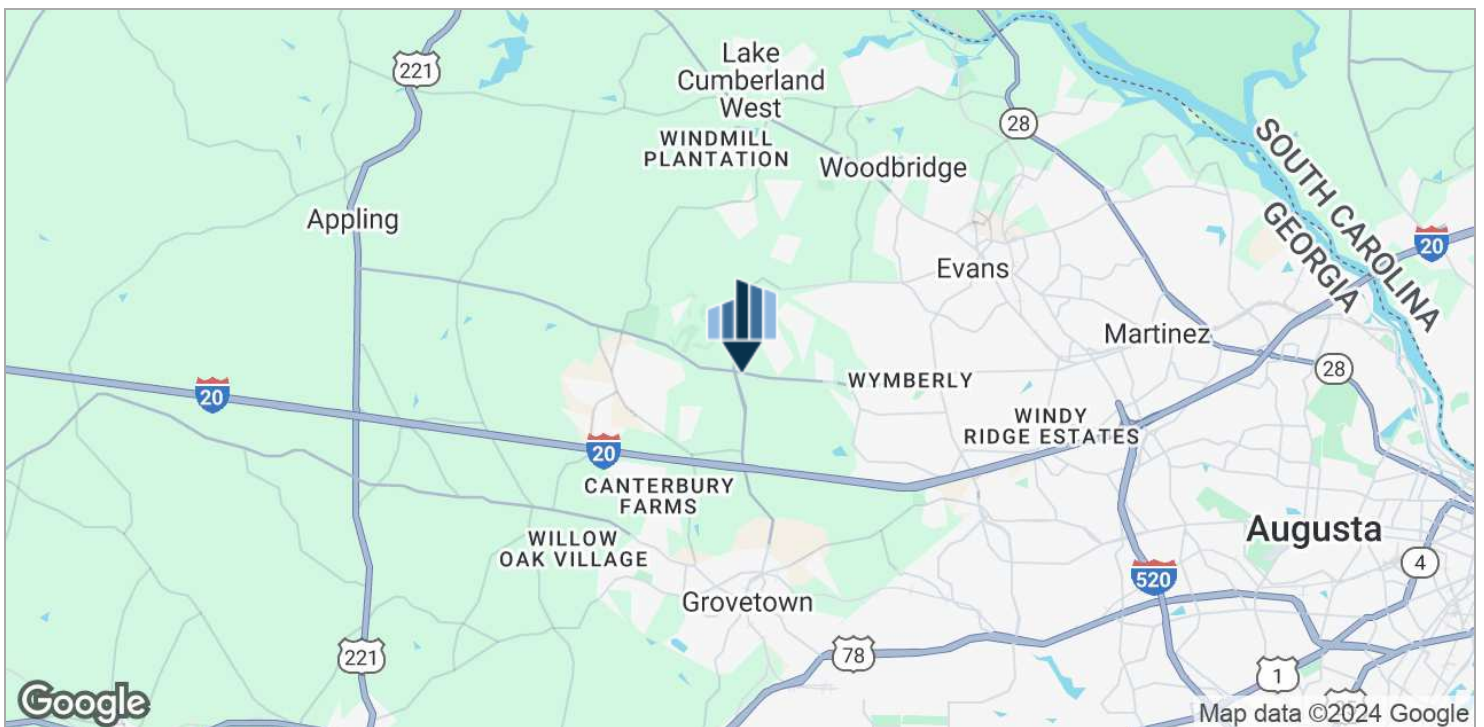 221
Lake
Cumberland
West
WINDMILL
PLANTATION
28
Woodbridge
SOUTH CAROLINA
GEORGIA
Appling
20
Evans
Martinez
28
WYMBERLY
20
WINDY
RIDGE ESTATES
20
CANTERBURY
FARMS
WILLOW
OAK VILLAGE
Augusta
4
520
Grovetown
221
78
1
Google
Map data ©2024 Google